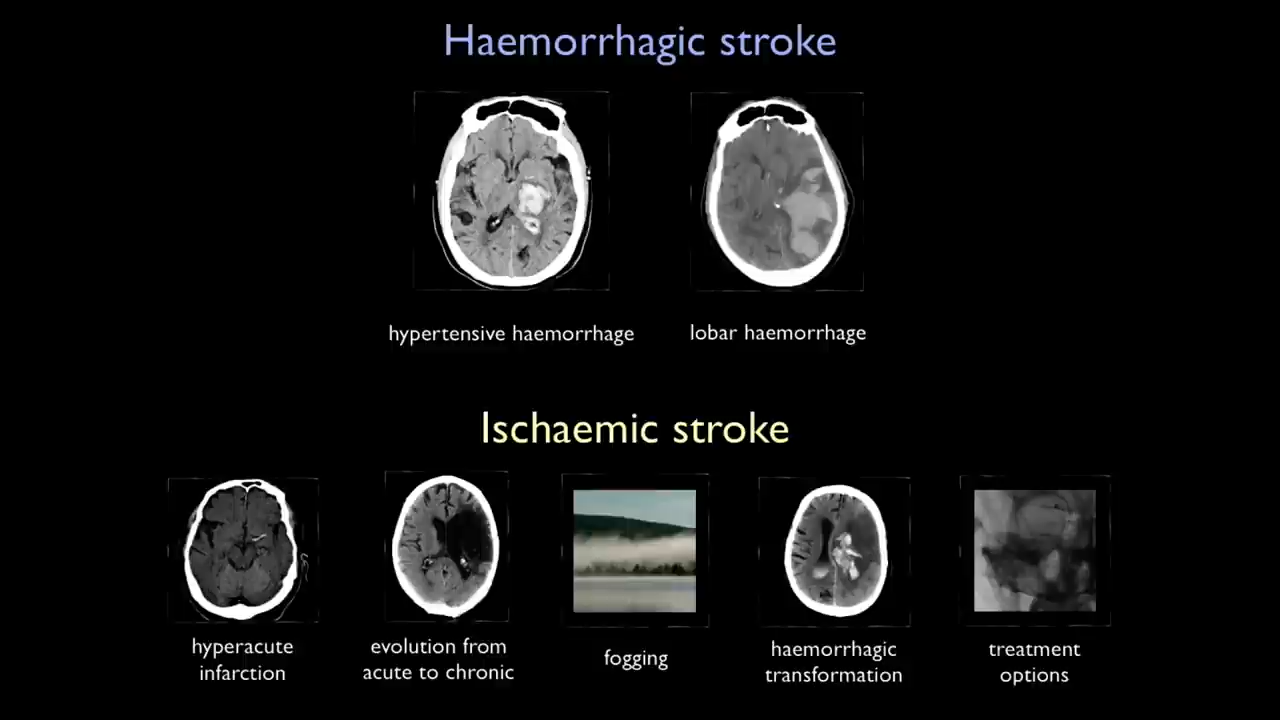 Haemorrhagic stroke
hypertensive haemorrhage
lobar haemorrhage
Ischaemic stroke
hyperacute
infarction
evolution from
acute to chronic
fogging
haemorrhagic
transformation
treatment
options